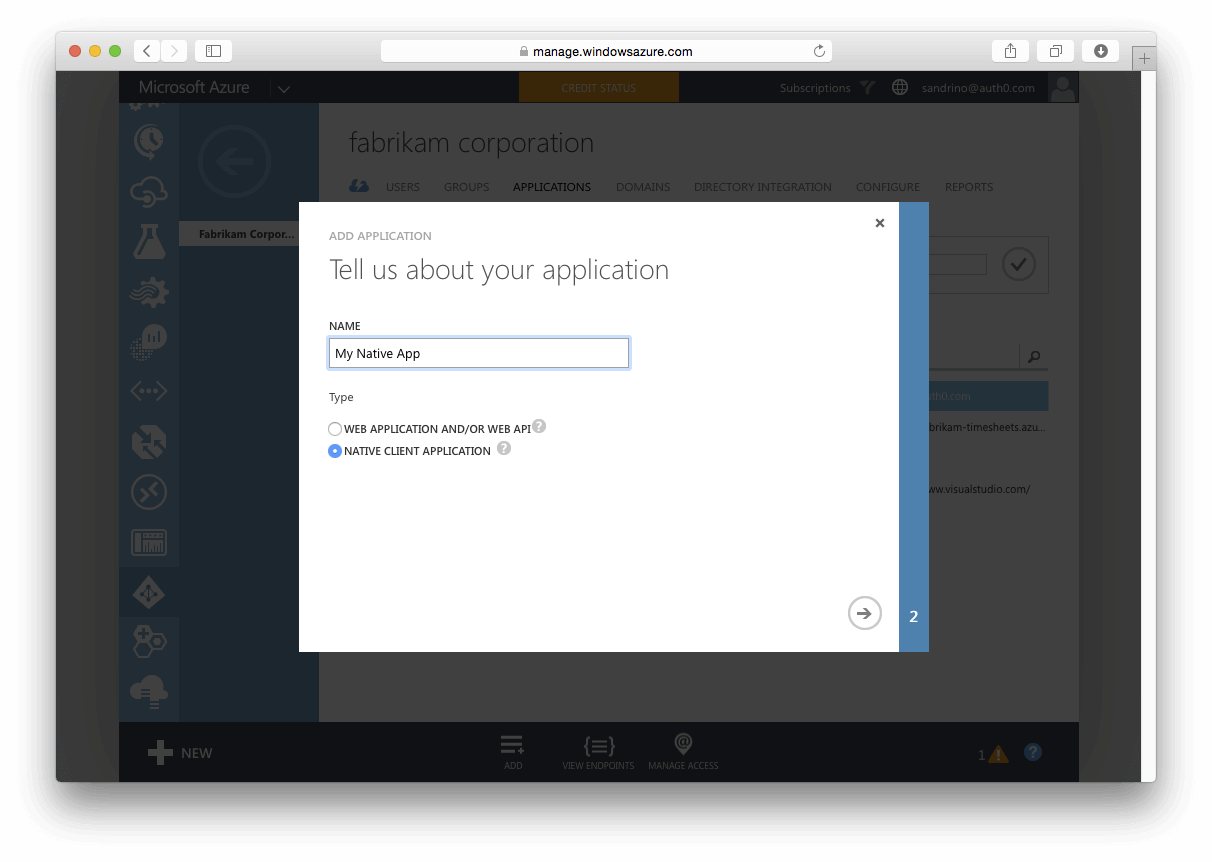 manage.windowsazure.com
Microsoft Azure
CREDIT STATUS
Subscriptions
sandrino@auth0.com
fabrikam corporation
USERS GROUPS APPLICATIONS DOMAINS DIRECTORY INTEGRATION CONFIGURE REPORTS
Fabrikam Corpor...
ADD APPLICATION
Tell us about your application
NAME
My Native App
Type
WEB APPLICATION AND/OR WEB API ?
NATIVE CLIENT APPLICATION ?
th0.com
brikam-timesheets.azu...
ww.visualstudio.com/
2
NEW
ADD
VIEW ENDPOINTS
MANAGE ACCESS
1
?